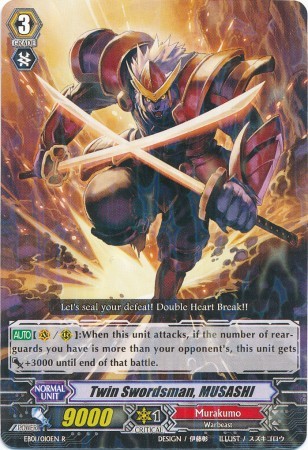 3
GRADE
Let's seal your defeat! Double Heart Break!!
AUTO [V/R]:When this unit attacks, if the number of rear-
guards you have is more than your opponent's, this unit gets
+3000 until end of that battle.
NORMAL UNIT
Twin Swordsman, MUSASHI
POWER
9000
1
CRITICAL
Murakumo
Warbeast
EB01/010EN R
DESIGN / 伊藤彰
ILLUST / スズキゴロウ